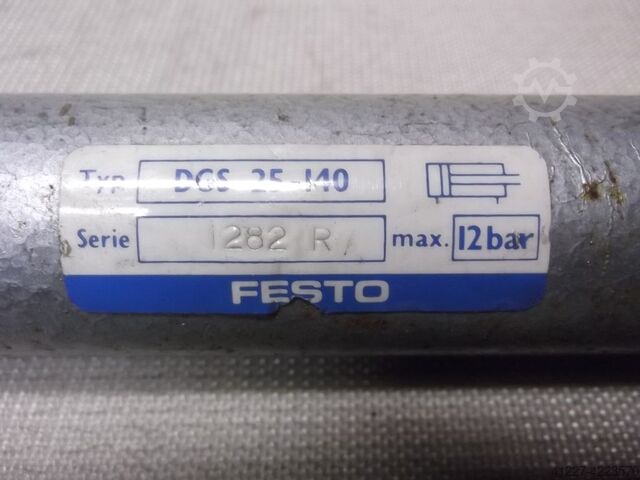 Typ DGS 25-140
Serie 1282 R max. 12 bar
FESTO